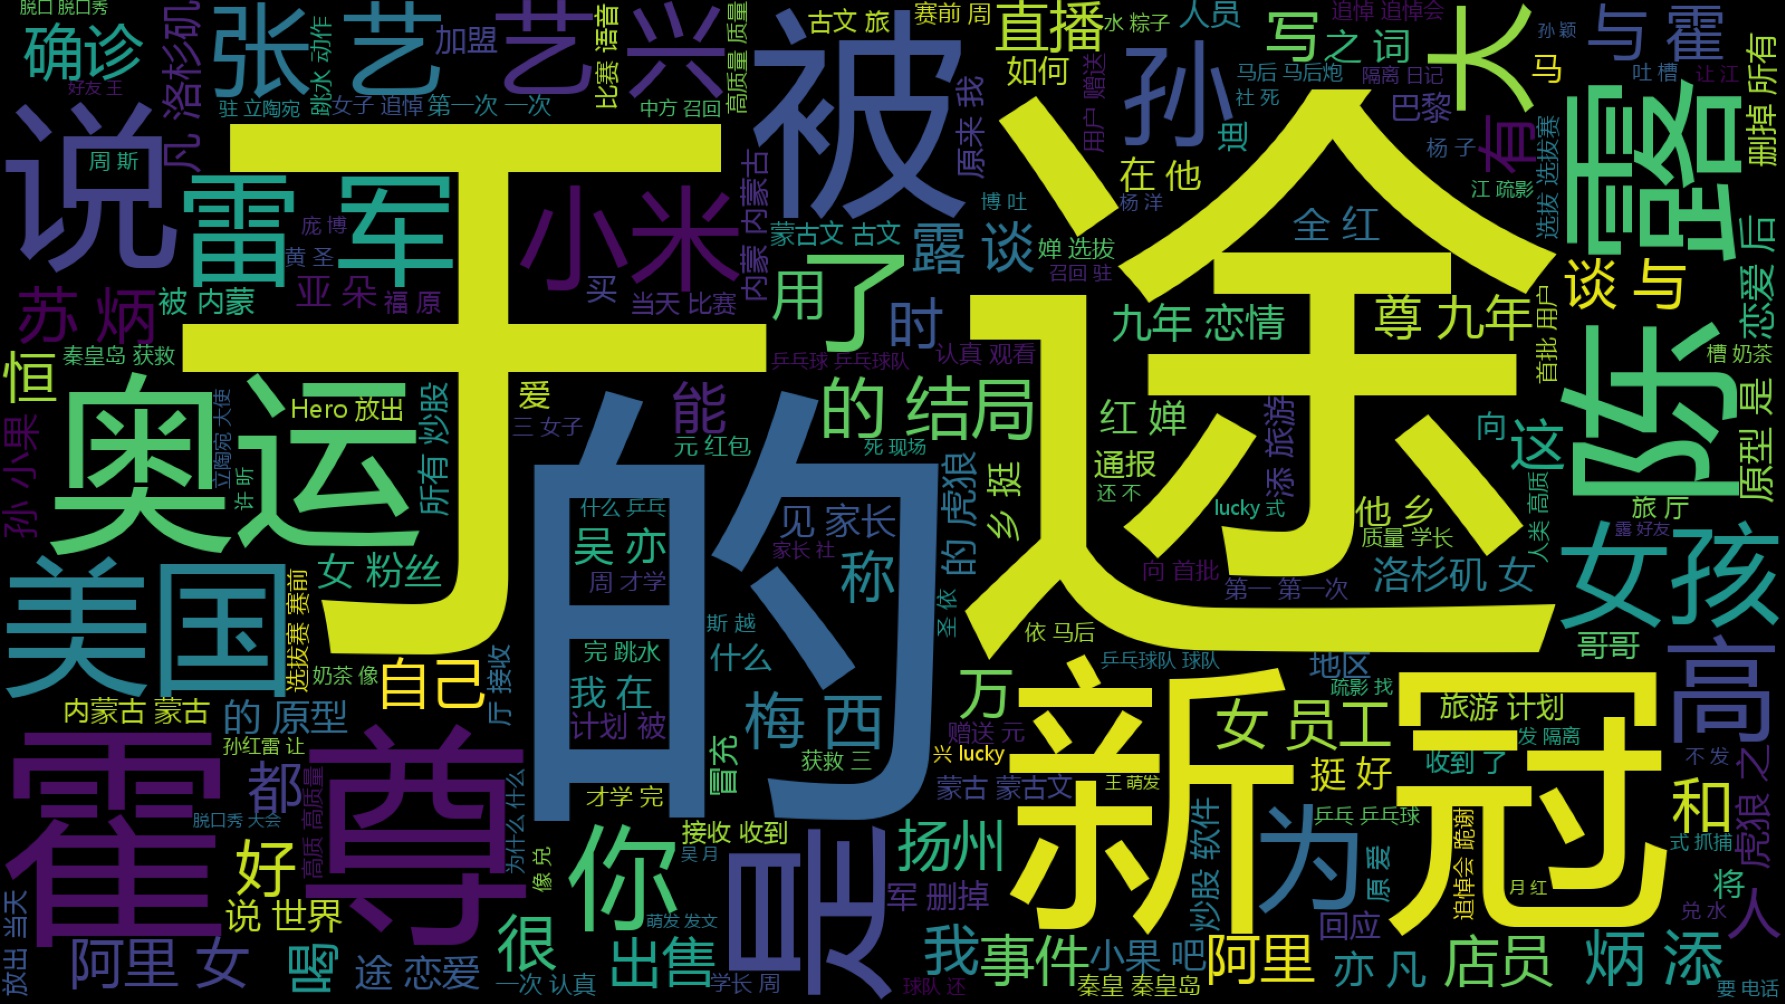 脱口 脱口秀
确诊
好友 王
凡 洛杉矶
张 艺
驻 立陶宛
跳水 动作
女子 追悼
加盟
艺 兴
第一次 一次
比赛 语音
中方 召回
高质 质量
被
古文 旅
赛前 周
直播
水 粽子
人员
如何
原来 我
用户 赠送
孙
迪
写 之 词
追悼 追悼会
马后 马后炮
社 死
隔离 日记
巴黎
大
孙 颖
马
与 霍
吐 槽
让 江
删掉 所有
说
周 斯
雷 军
庞 博
黄 圣
亚 朵
福 原
苏 炳
被 内蒙
于
小米
买
当天 比赛
内蒙 内蒙古
蒙古文 古文
博 吐
露 谈
在 他
杨 洋
婵 选拔
召回 驻
途
全 红
有
杨 子
江 疏影
选拔 选拔赛
露
谈 与
恋爱 后
恒
秦皇岛 获救
用
了
时
乒乓球 乒乓球队
认真 观看
九年 恋情
尊 九年
首批 用户
陈
槽 奶茶
原型 是
孙 小果
奥运
立陶宛 大使
许 昕
Hero 放出
所有 炒股
爱
三 女子
能
元 红包
的 结局
死 现场
的 虎狼
乡 挺
红 婵
通报
还 不
添 旅游
lucky 式
他 乡
质量 学长
向
这
人类 高质
旅 厅
露 好友
美国
女 粉丝
选拔赛 赛前
奶茶 像
自己
厅 接收
的
什么 乒乓
吴 亦
周 才学
见 家长
家长 社
称
斯 越
什么
圣 依
依 马后
向 首批
第一 第一次
洛杉矶 女
女孩
哥哥
内蒙古 蒙古
的 原型
孙红雷 让
完 跳水
我 在
计划 被
梅 西
获救 三
冒充
才学 完
万
赠送 元
兴 lucky
蒙古 蒙古文
乒乓球队 球队
地区
疏影 找
女 员工
旅游 计划
发 隔离
挺 好
收到 了
高
不 发
霍
尊
都
脱口秀 大会
高质 高质量
为什么 什么
好
说 世界
像 兑
你
接收 收到
吴 月
是
扬州
军 删掉
新冠
王 萌发
炒股 软件
为
乒乓 乒乓球
原 爱
追悼会 跪谢
月 红
和
式 抓捕
虎狼 之
将
兑 水
人
放出 当天
阿里 女
喝
途 恋爱
很
一次 认真
萌发 发文
出售
学长 周
球队 还
我
事件
小果 吧
秦皇 秦皇岛
阿里
回应
亦 凡
店员
炳 添
要 电话